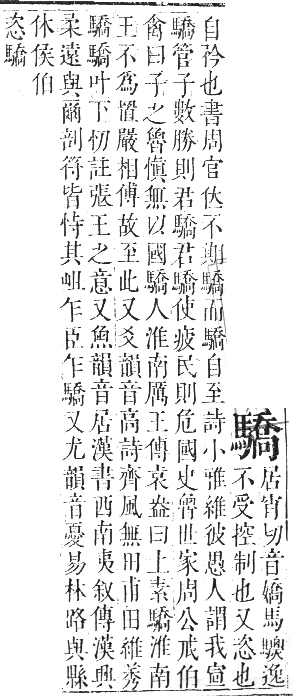 驕
居宵切音嬌馬驟逸
不受控制也又恣也
自矜也書周官位不期驕而驕自至詩小雅維彼愚人謂我宣
驕管子數勝則君驕君驕使疲民則危國史魯世家周公戒伯
禽曰子之魯愼無以國驕人淮南厲王傳袁盎曰上素驕淮南
王不爲置嚴相傅故至此又爻韻音高詩齊風無田甫田維莠
驕驕叶下忉註張王之意又魚韻音居漢書西南夷敘傳漢興
柔遠與爾剖符皆恃其岨乍臣乍驕又尤韻音憂易林路與縣
休侯伯
恣驕